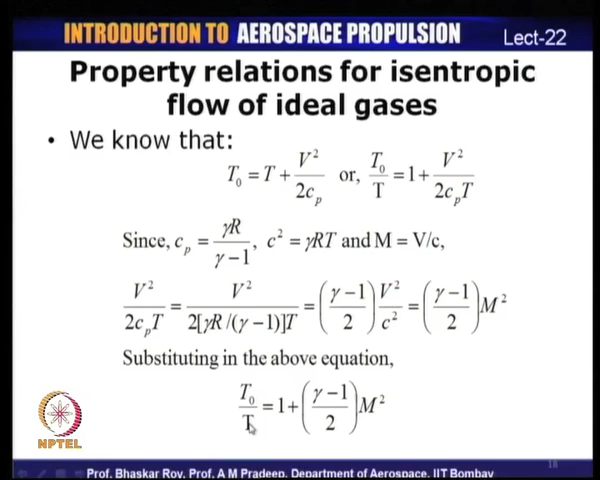 INTRODUCTION TO AEROSPACE PROPULSION Lect-22
Property relations for isentropic
flow of ideal gases
• We know that:
T₀ = T + V²/2cₚ or, T₀/T = 1 + V²/2cₚT
Since, cₚ = γR/γ−1, c² = γRT and M = V/c,
V²/2cₚT = V²/2[γR/(γ−1)]T = (γ−1/2) V²/c² = (γ−1/2) M²
Substituting in the above equation,
T₀/T = 1 + (γ−1/2) M²
NPTEL
18
Prof. Bhaskar Roy, Prof. A M Pradeep, Department of Aerospace, IIT Bombay